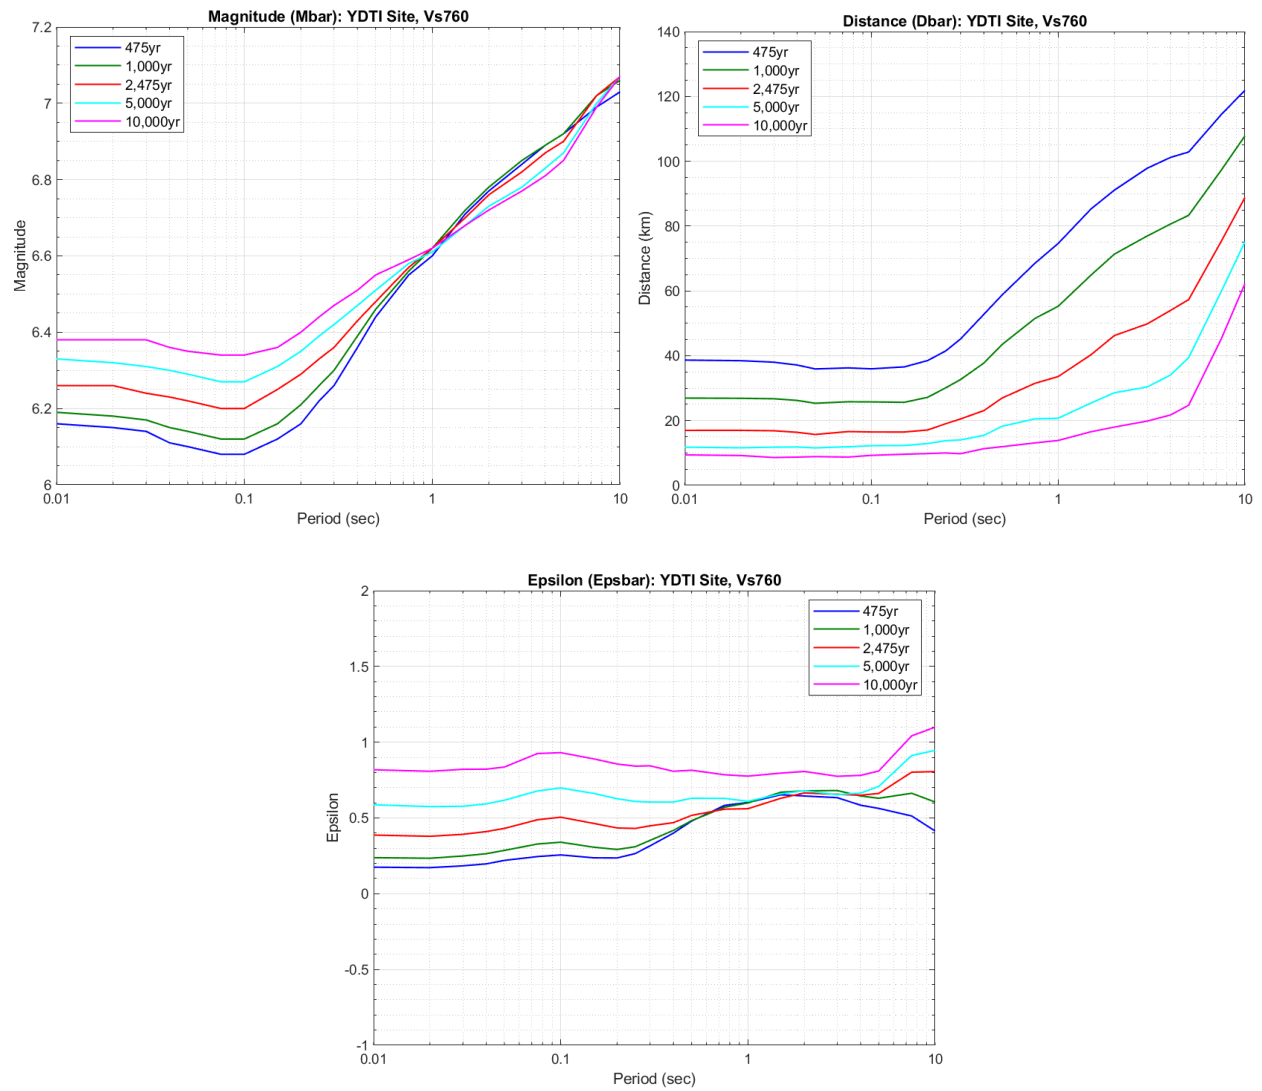 Magnitude (Mbar): YDTI Site, Vs760
7.2
7
6.8
6.6
6.4
6.2
6
Magnitude
475yr
1,000yr
2,475yr
5,000yr
10,000yr
0.01
0.1
1
10
Period (sec)
Distance (Dbar): YDTI Site, Vs760
140
120
100
80
60
40
20
0
Distance (km)
475yr
1,000yr
2,475yr
5,000yr
10,000yr
0.01
0.1
1
10
Period (sec)
Epsilon (Epsbar): YDTI Site, Vs760
2
1.5
1
0.5
0
-0.5
-1
Epsilon
475yr
1,000yr
2,475yr
5,000yr
10,000yr
0.01
0.1
1
10
Period (sec)